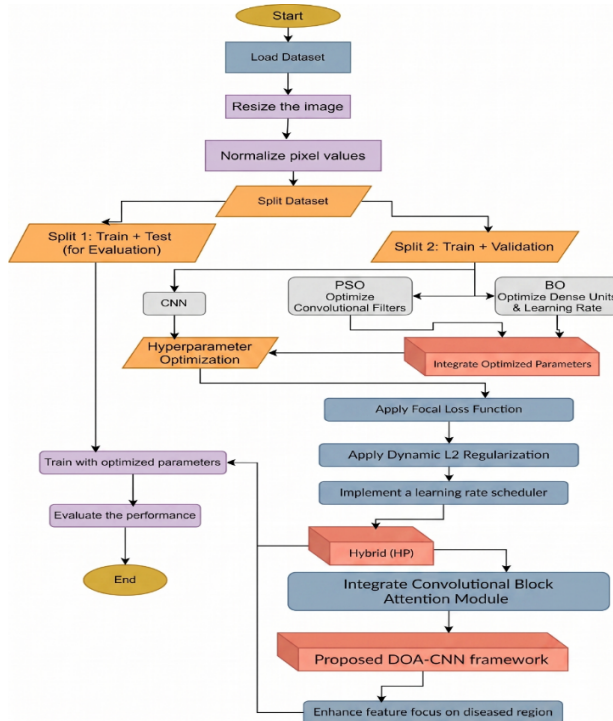 Start
Load Dataset
Resize the image
Normalize pixel values
Split Dataset
Split 1: Train + Test
(for Evaluation)
Split 2: Train + Validation
CNN
PSO
Optimize
Convolutional Filters
BO
Optimize Dense Units
& Learning Rate
Hyperparameter
Optimization
Integrate Optimized Parameters
Apply Focal Loss Function
Apply Dynamic L2 Regularization
Train with optimized parameters
Implement a learning rate scheduler
Evaluate the performance
Hybrid (HP)
End
Integrate Convolutional Block
Attention Module
Proposed DOA-CNN framework
Enhance feature focus on diseased region